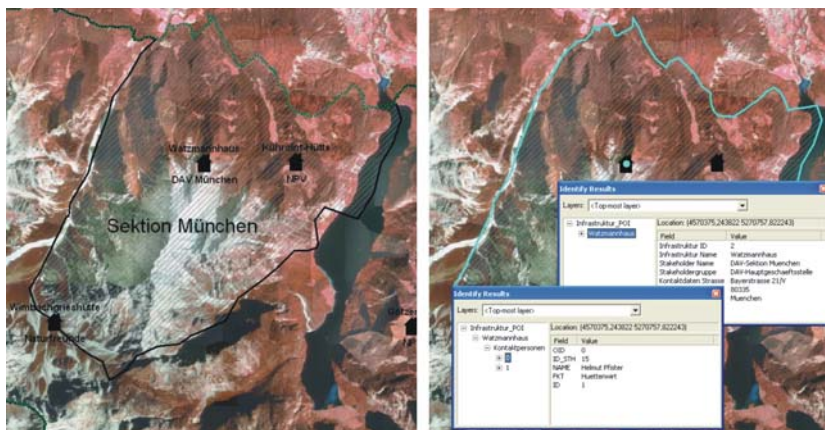 Watzmannhaus
DAV München
Kühroint-Hütte
NPV
Sektion München
Wimbachgrieshütte
Naturfreunde
Identify Results
Layers: <Top-most layer>
Infrastruktur_POI
Watzmannhaus
Location: (4570375,243822 5270757,822243)
Field Value
Infrastruktur ID 2
Infrastruktur Name Watzmannhaus
Stakeholder Name DAV-Sektion Muenchen
Stakeholdergruppe DAV-Hauptgeschaeftsstelle
Kontaktdaten Strasse Bayerstrasse 21/V
80335
Muenchen
Identify Results
Layers: <Top-most layer>
Infrastruktur_POI
Watzmannhaus
Kontaktpersonen
0
1
Location: (4570375,243822 5270757,822243)
Field Value
OID 0
ID_STH 15
NAME Helmut Pfister
FKT Huettenwirt
ID 1